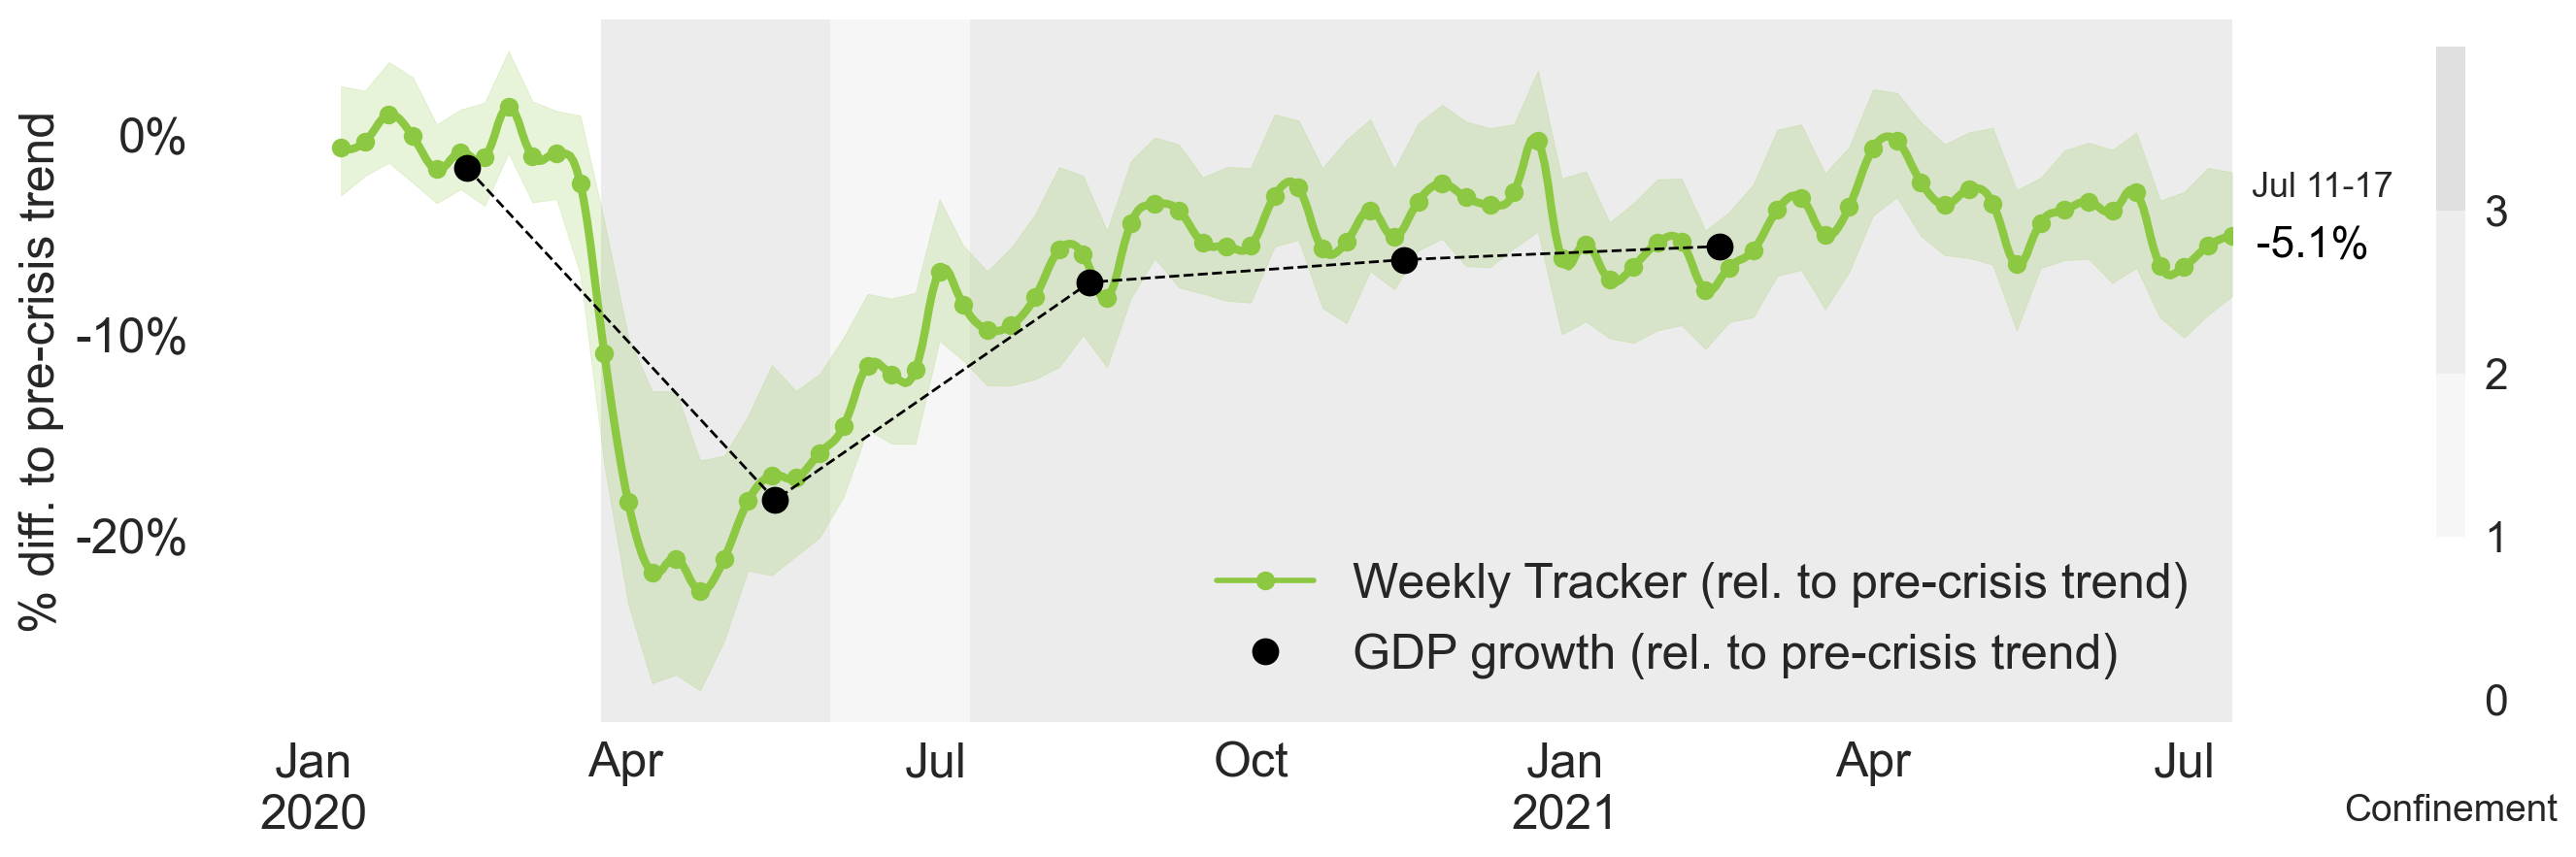 % diff. to pre-crisis trend
0%
-10%
-20%
Jul 11-17
-5.1%
Weekly Tracker (rel. to pre-crisis trend)
GDP growth (rel. to pre-crisis trend)
Jan
2020
Apr
Jul
Oct
Jan
2021
Apr
Jul
3
2
1
0
Confinement